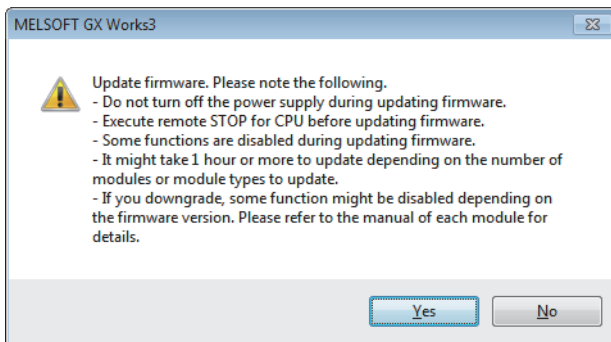 MELSOFT GX Works3
Update firmware. Please note the following.
- Do not turn off the power supply during updating firmware.
- Execute remote STOP for CPU before updating firmware.
- Some functions are disabled during updating firmware.
- It might take 1 hour or more to update depending on the number of
modules or module types to update.
- If you downgrade, some function might be disabled depending on
the firmware version. Please refer to the manual of each module for
details.
Yes
No